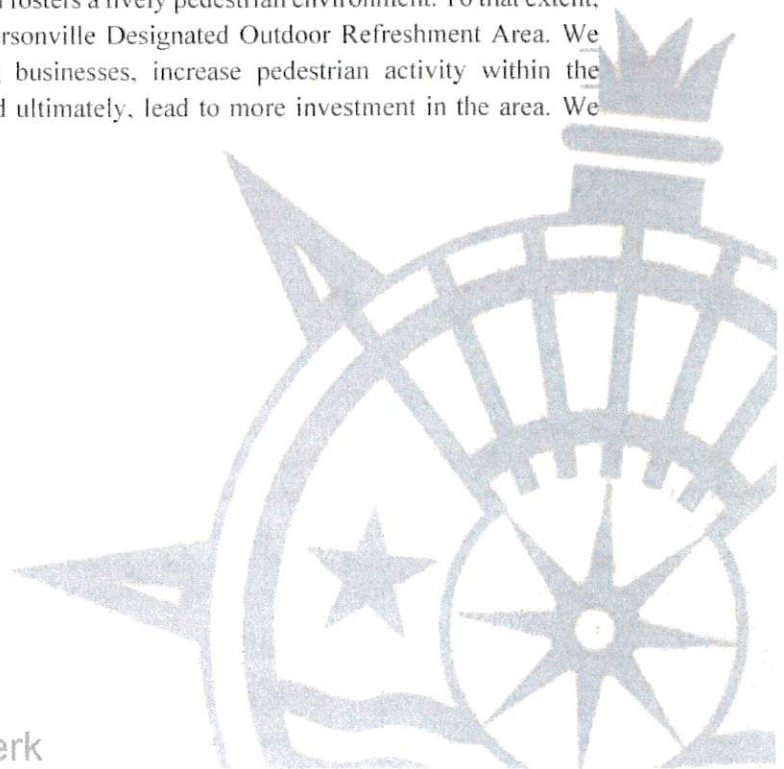 fosters a lively pedestrian environment. To that extent,
ersonville Designated Outdoor Refreshment Area. We
businesses, increase pedestrian activity within the
d ultimately, lead to more investment in the area. We
erk